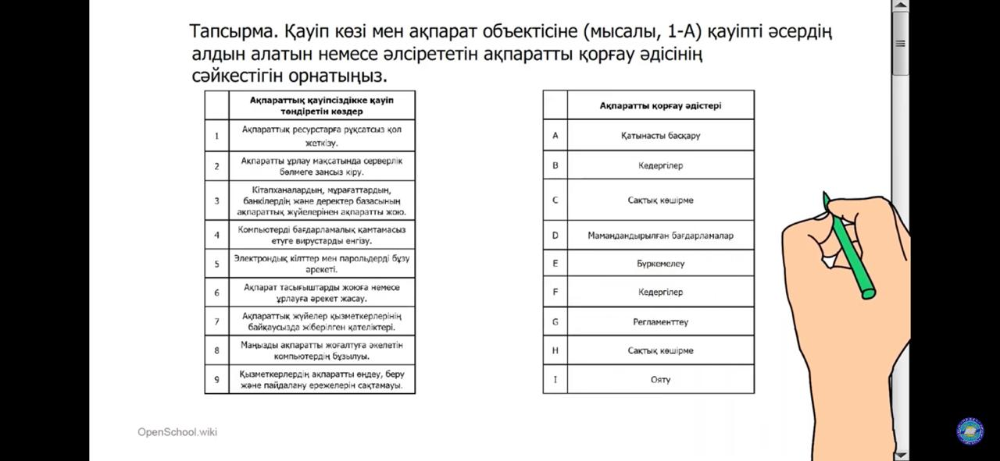 Тапсырма. Қауіп көзі мен ақпарат объектісіне (мысалы, 1-А) қауіпті әсердің
алдын алатын немесе әлсірететін ақпаратты қорғау әдісінің
сәйкестігін орнатыңыз.
Ақпараттық қауіпсіздікке қауіп
төндіретін көздер
1 Ақпараттық ресурстарға рұқсатсыз қол
жеткізу.
2 Ақпаратты ұрлау мақсатында серверлік
бөлмеге заңсыз кіру.
3 Кітапханалардың, мұрағаттардың,
банкілердің және деректер базасының
ақпараттық жүйелерінен ақпаратты жою.
4 Компьютерді бағдарламалық қамтамасыз
етуге вирустарды енгізу.
5 Электрондық кілттер мен парольдерді бұзу
әрекеті.
6 Ақпарат тасығыштарды жоюға немесе
ұрлауға әрекет жасау.
7 Ақпараттық жүйелер қызметкерлерінің
байқаусызда жіберілген қателіктері.
8 Маңызды ақпаратты жоғалтуға әкелетін
компьютердің бұзылуы.
9 Қызметкерлердің ақпаратты өңдеу, беру
және пайдалану ережелерін сақтамауы.
Ақпаратты қорғау әдістері
A Қатынасты басқару
B Кедергілер
C Сақтық көшірме
D Мамандандырылған бағдарламалар
E Бүркемелеу
F Кедергілер
G Регламенттеу
H Сақтық көшірме
I Ояту
OpenSchool.wiki